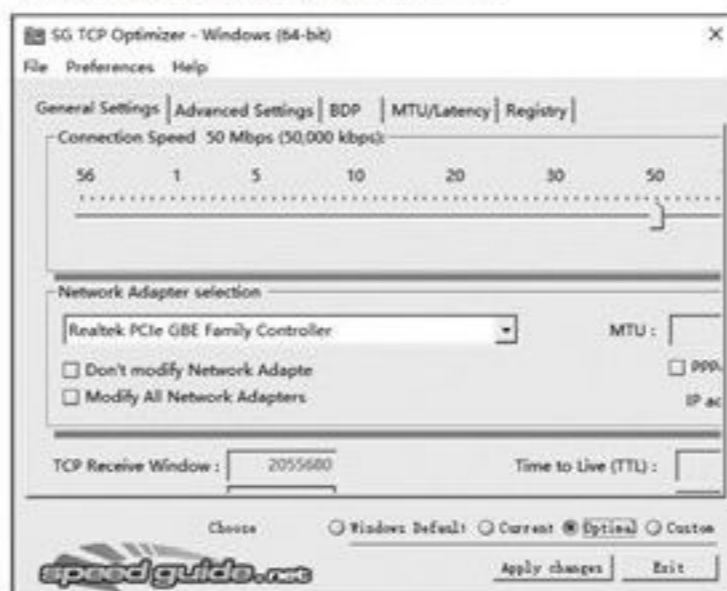 SG TCP Optimizer - Windows (64-bit)
File Preferences Help
General Settings Advanced Settings BDP MTU/Latency Registry
Connection Speed 50 Mbps (50,000 kbps):
56 1 5 10 20 30 50
Network Adapter selection
Realtek PCIe GBE Family Controller MTU :
Don't modify Network Adapte
Modify All Network Adapters IP ac
TCP Receive Window : 2055680 Time to Live (TTL) :
Choose Windows Default Current Optimal Custom
speedguide.net Apply changes Exit